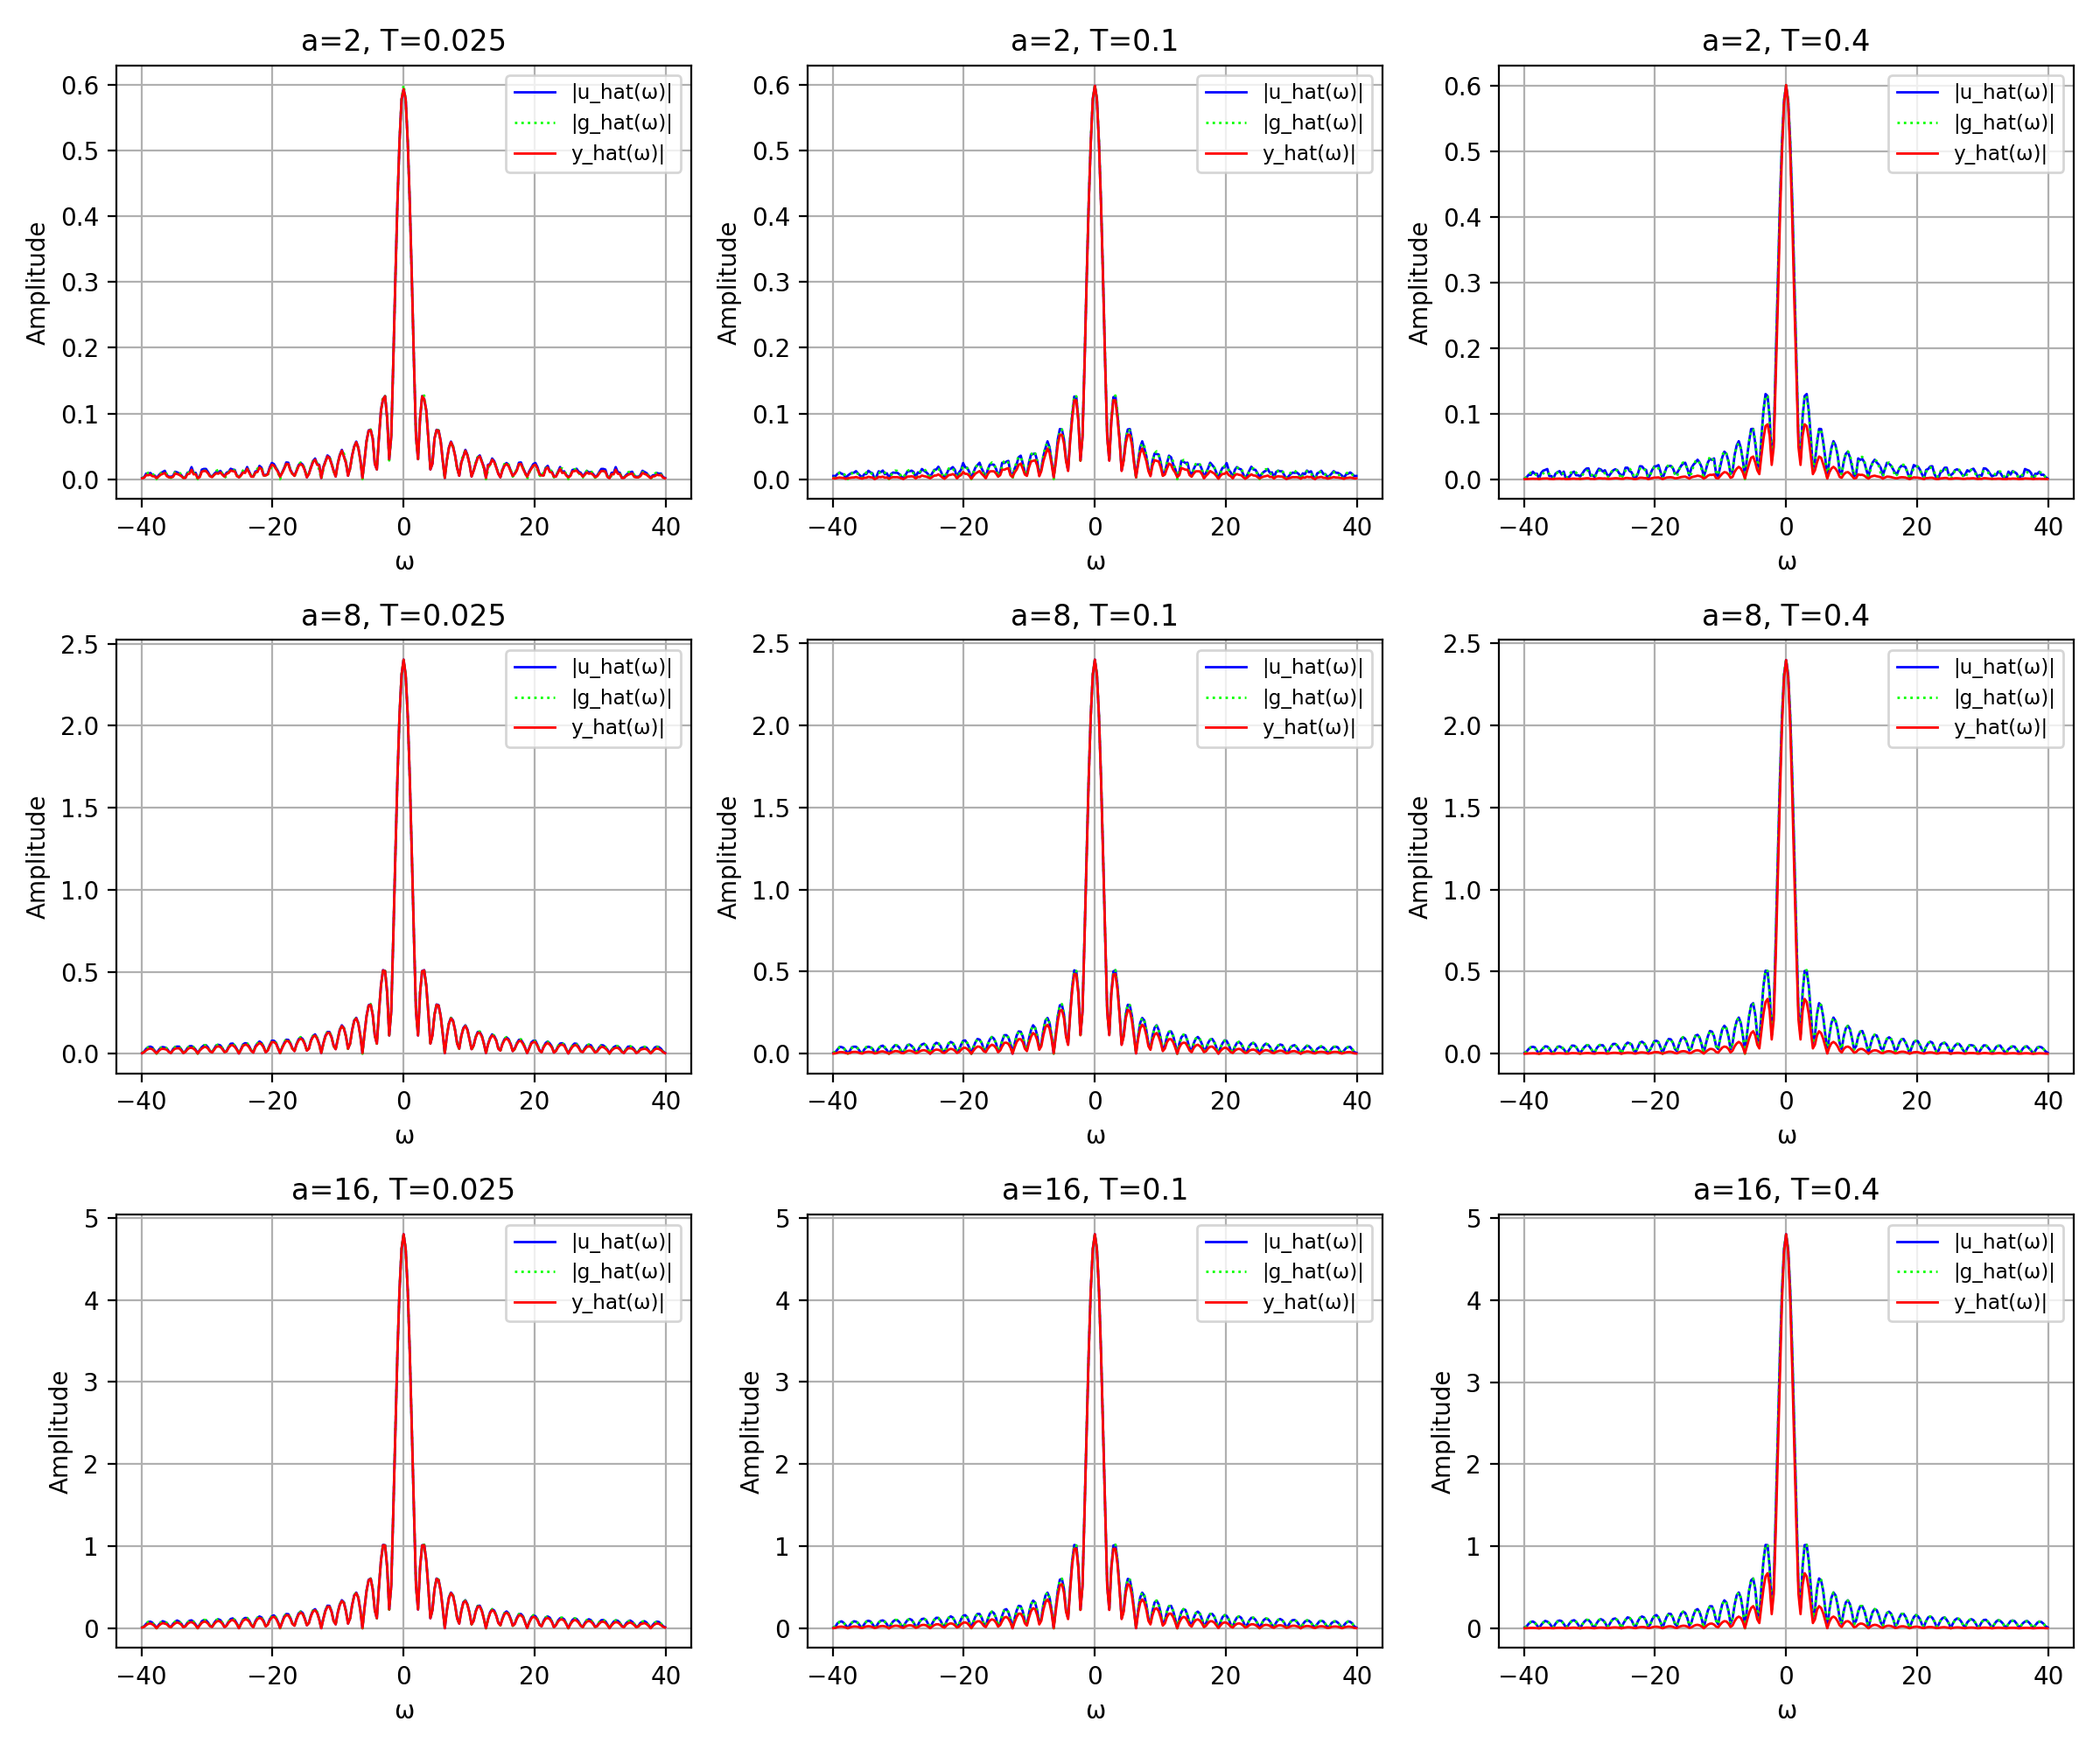 a=2, T=0.025
0.6
0.5
0.4
0.3
0.2
0.1
0.0
Amplitude
−40 −20 0 20 40
ω
|u_hat(ω)|
|g_hat(ω)|
y_hat(ω)|
a=2, T=0.1
0.6
0.5
0.4
0.3
0.2
0.1
0.0
Amplitude
−40 −20 0 20 40
ω
|u_hat(ω)|
|g_hat(ω)|
y_hat(ω)|
a=2, T=0.4
0.6
0.5
0.4
0.3
0.2
0.1
0.0
Amplitude
−40 −20 0 20 40
ω
|u_hat(ω)|
|g_hat(ω)|
y_hat(ω)|
a=8, T=0.025
2.5
2.0
1.5
1.0
0.5
0.0
Amplitude
−40 −20 0 20 40
ω
|u_hat(ω)|
|g_hat(ω)|
y_hat(ω)|
a=8, T=0.1
2.5
2.0
1.5
1.0
0.5
0.0
Amplitude
−40 −20 0 20 40
ω
|u_hat(ω)|
|g_hat(ω)|
y_hat(ω)|
a=8, T=0.4
2.5
2.0
1.5
1.0
0.5
0.0
Amplitude
−40 −20 0 20 40
ω
|u_hat(ω)|
|g_hat(ω)|
y_hat(ω)|
a=16, T=0.025
5
4
3
2
1
0
Amplitude
−40 −20 0 20 40
ω
|u_hat(ω)|
|g_hat(ω)|
y_hat(ω)|
a=16, T=0.1
5
4
3
2
1
0
Amplitude
−40 −20 0 20 40
ω
|u_hat(ω)|
|g_hat(ω)|
y_hat(ω)|
a=16, T=0.4
5
4
3
2
1
0
Amplitude
−40 −20 0 20 40
ω
|u_hat(ω)|
|g_hat(ω)|
y_hat(ω)|